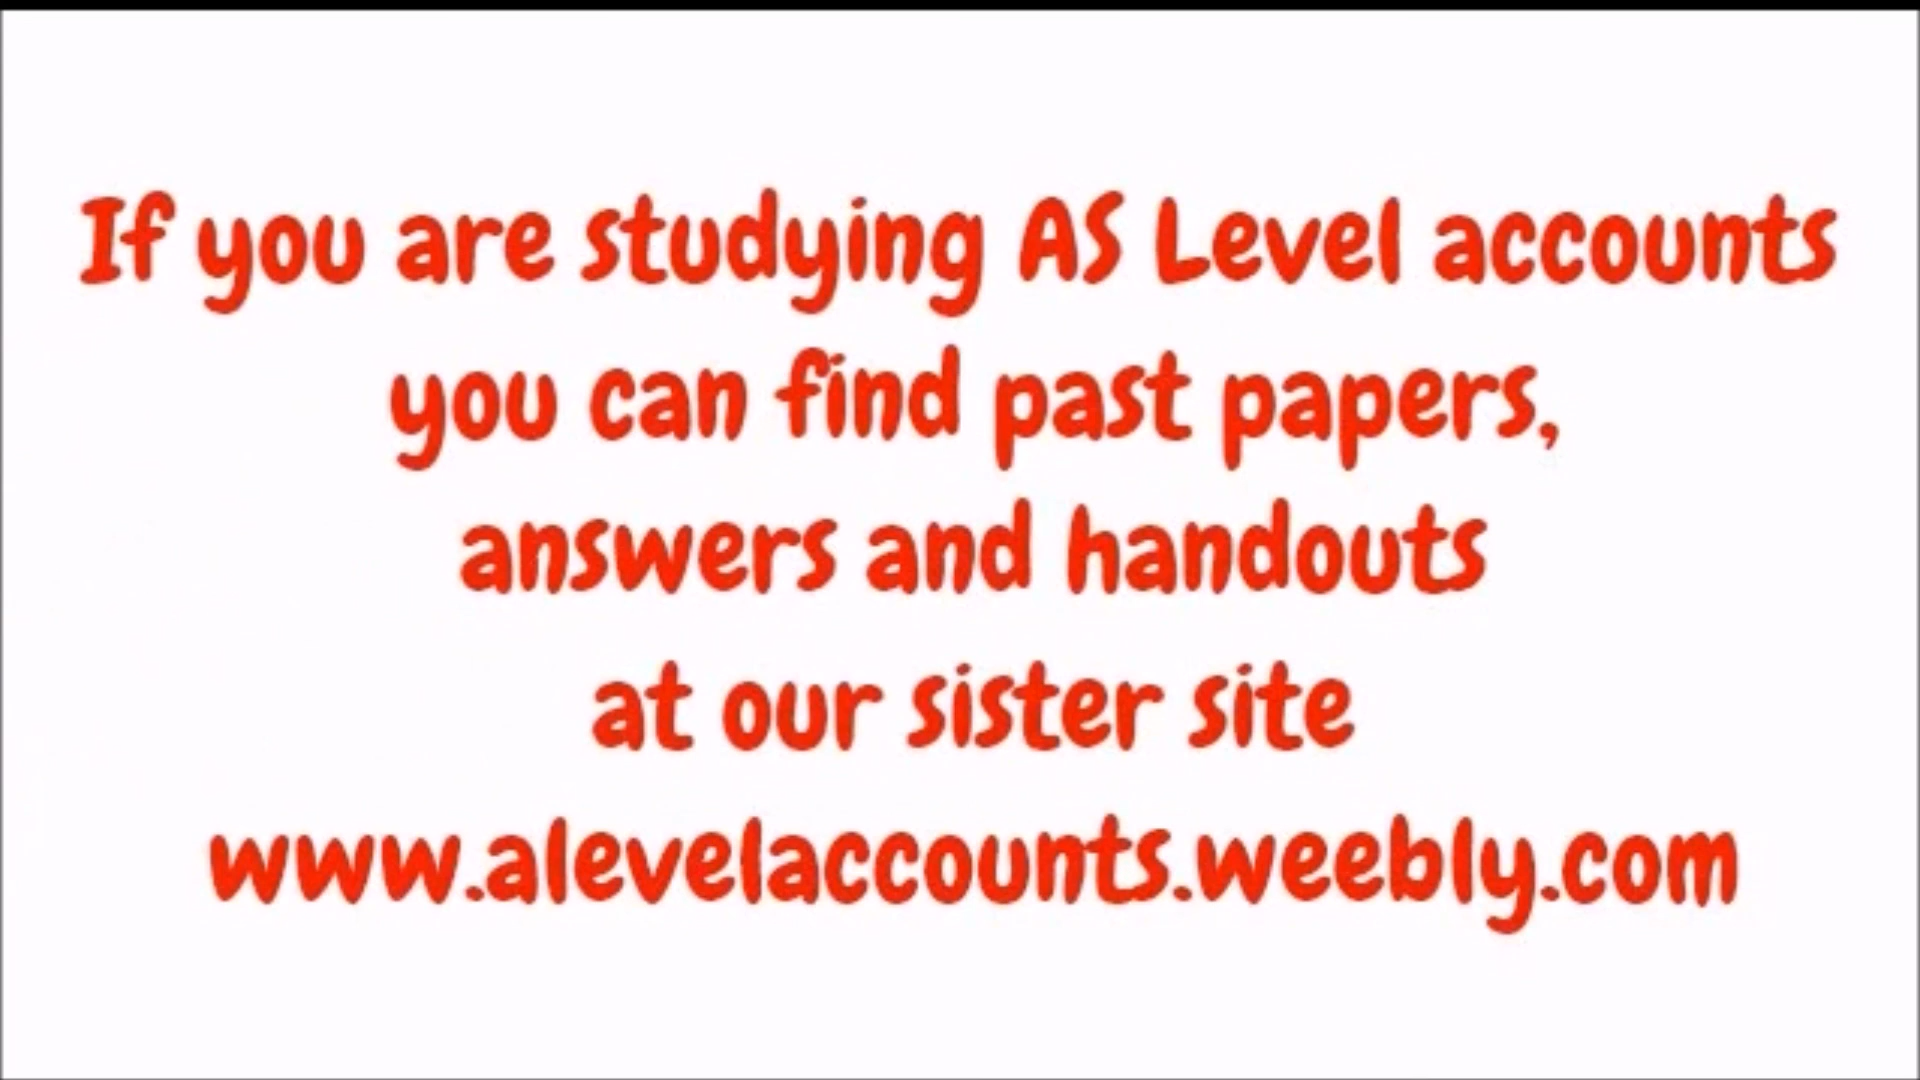 If you are studying AS Level accounts
you can find past papers,
answers and handouts
at our sister site
www.alevelaccounts.weebly.com